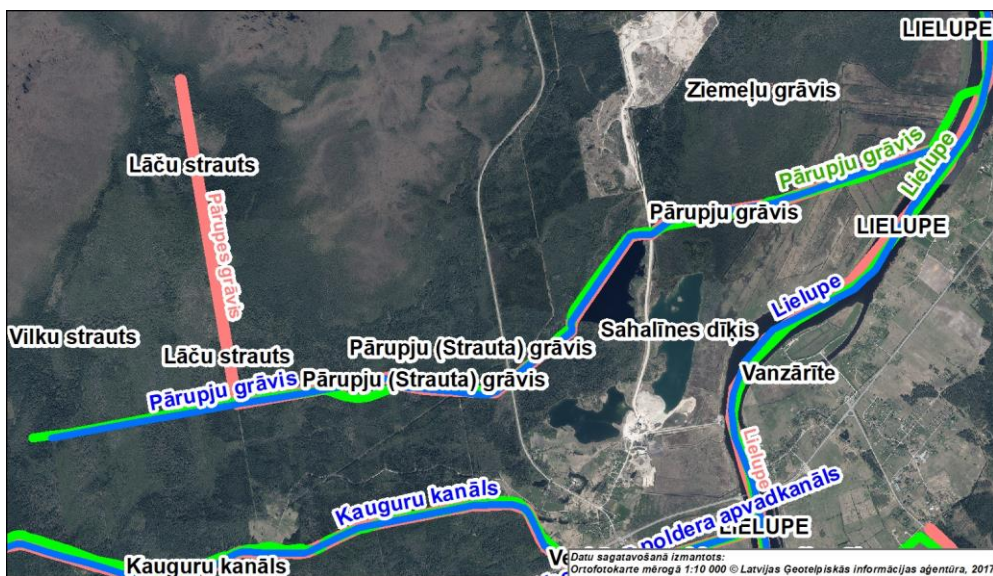 LIELUPE
Ziemeļu grāvis
Lāču strauts
Pārupju grāvis
Lielupe
Pārupes grāvis
Pārupju grāvis
LIELUPE
Lielupe
Vilku strauts
Sahalīnes dīķis
Lāču strauts
Pārupju (Strauta) grāvis
Pārupju grāvis
Pārupju (Strauta) grāvis
Vanzārīte
Lielupe
Kauguru kanāls
poldera apvadkanāls
LIELUPE
Kauguru kanāls
Datu sagatavošanā izmantots:
Ortofotokarte mērogā 1:10 000 © Latvijas Ģeotelpiskās informācijas aģentūra, 2017